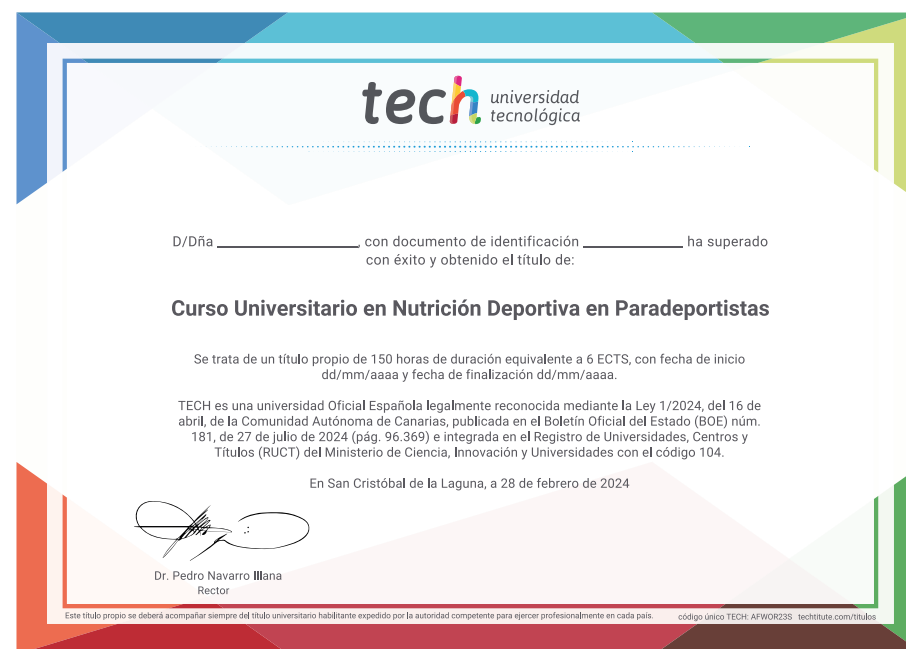 tech universidad
tecnológica
D/Dña ____________________, con documento de identificación ______________ ha superado
con éxito y obtenido el título de:
Curso Universitario en Nutrición Deportiva en Paradeportistas
Se trata de un título propio de 150 horas de duración equivalente a 6 ECTS, con fecha de inicio
dd/mm/aaaa y fecha de finalización dd/mm/aaaa.
TECH es una universidad Oficial Española legalmente reconocida mediante la Ley 1/2024, del 16 de
abril, de la Comunidad Autónoma de Canarias, publicada en el Boletín Oficial del Estado (BOE) núm.
181, de 27 de julio de 2024 (pág. 96.369) e integrada en el Registro de Universidades, Centros y
Títulos (RUCT) del Ministerio de Ciencia, Innovación y Universidades con el código 104.
En San Cristóbal de la Laguna, a 28 de febrero de 2024
Dr. Pedro Navarro Illana
Rector
Este título propio se deberá acompañar siempre del título universitario habilitante expedido por la autoridad competente para ejercer profesionalmente en cada país. código único TECH: AFWOR23S techtitute.com/titulos